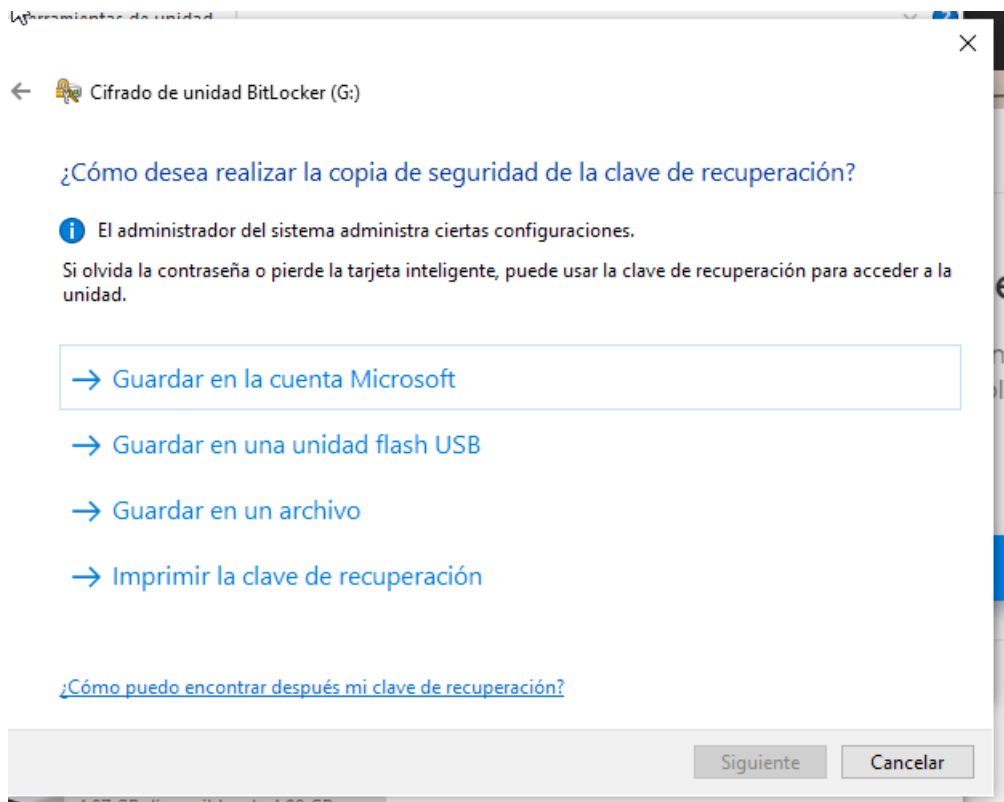 Herramientas de unidad
Cifrado de unidad BitLocker (G:)
¿Cómo desea realizar la copia de seguridad de la clave de recuperación?
El administrador del sistema administra ciertas configuraciones.
Si olvida la contraseña o pierde la tarjeta inteligente, puede usar la clave de recuperación para acceder a la
unidad.
Guardar en la cuenta Microsoft
Guardar en una unidad flash USB
Guardar en un archivo
Imprimir la clave de recuperación
¿Cómo puedo encontrar después mi clave de recuperación?
Siguiente
Cancelar